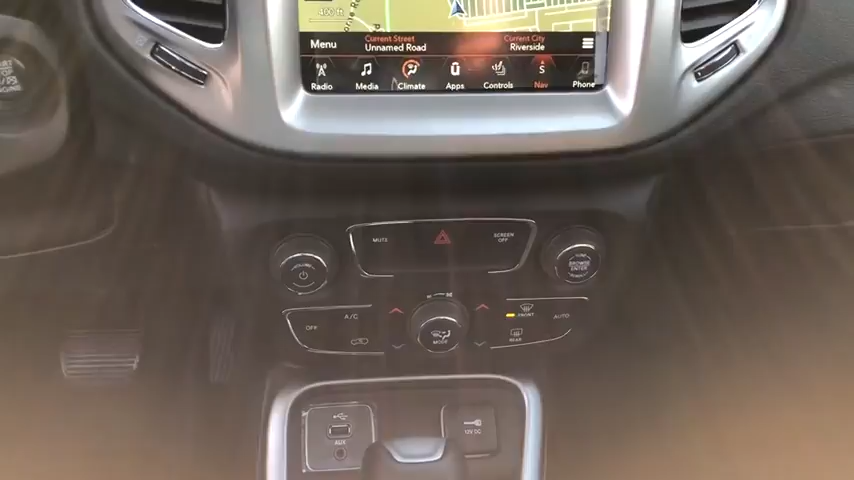 400 ft
Menu
Current Street
Unnamed Road
Current City
Riverside
Radio
Media
Climate
Apps
Controls
Nav
Phone
ENGINE
MUTE
SCREEN
OFF
BROWSE
ENTER
OFF
A/C
MODE
FRONT
REAR
AUTO
AUX
12V DC